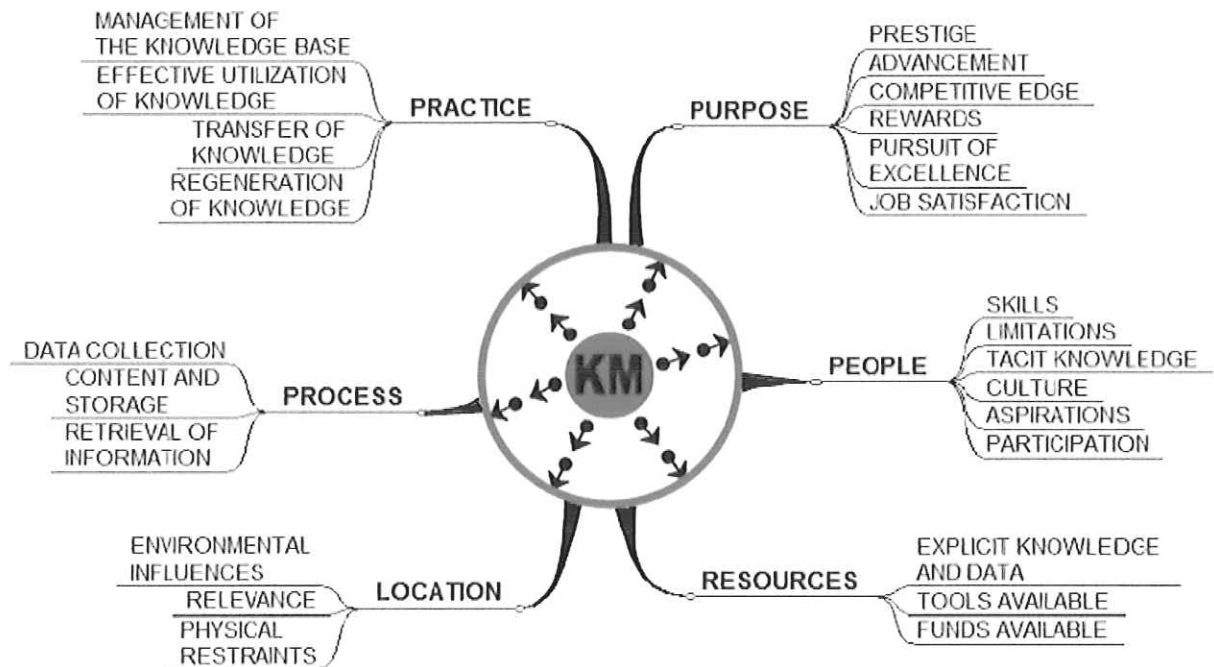 MANAGEMENT OF
THE KNOWLEDGE BASE
EFFECTIVE UTILIZATION
OF KNOWLEDGE
TRANSFER OF
KNOWLEDGE
REGENERATION
OF KNOWLEDGE
PRACTICE
PURPOSE
PRESTIGE
ADVANCEMENT
COMPETITIVE EDGE
REWARDS
PURSUIT OF
EXCELLENCE
JOB SATISFACTION
DATA COLLECTION
CONTENT AND
STORAGE
RETRIEVAL OF
INFORMATION
PROCESS
KM
PEOPLE
SKILLS
LIMITATIONS
TACIT KNOWLEDGE
CULTURE
ASPIRATIONS
PARTICIPATION
ENVIRONMENTAL
INFLUENCES
RELEVANCE
PHYSICAL
RESTRAINTS
LOCATION
RESOURCES
EXPLICIT KNOWLEDGE
AND DATA
TOOLS AVAILABLE
FUNDS AVAILABLE